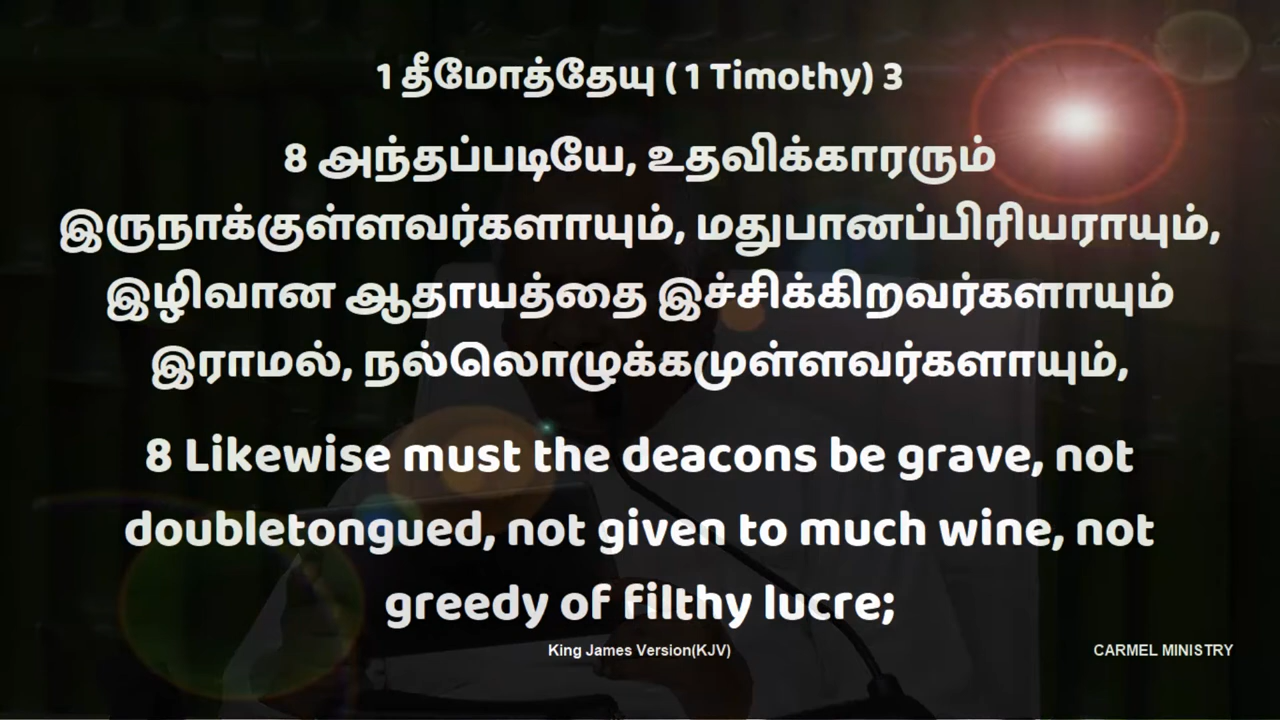 1 தீமோத்தேயு ( 1 Timothy) 3
8 அந்தப்படியே, உதவிக்காரரும்
இருநாக்குள்ளவர்களாயும், மதுபானப்பிரியராயும்,
இழிவான ஆதாயத்தை இச்சிக்கிறவர்களாயும்
இராமல், நல்லொழுக்கமுள்ளவர்களாயும்,
8 Likewise must the deacons be grave, not
doubletongued, not given to much wine, not
greedy of filthy lucre;
King James Version(KJV)
CARMEL MINISTRY